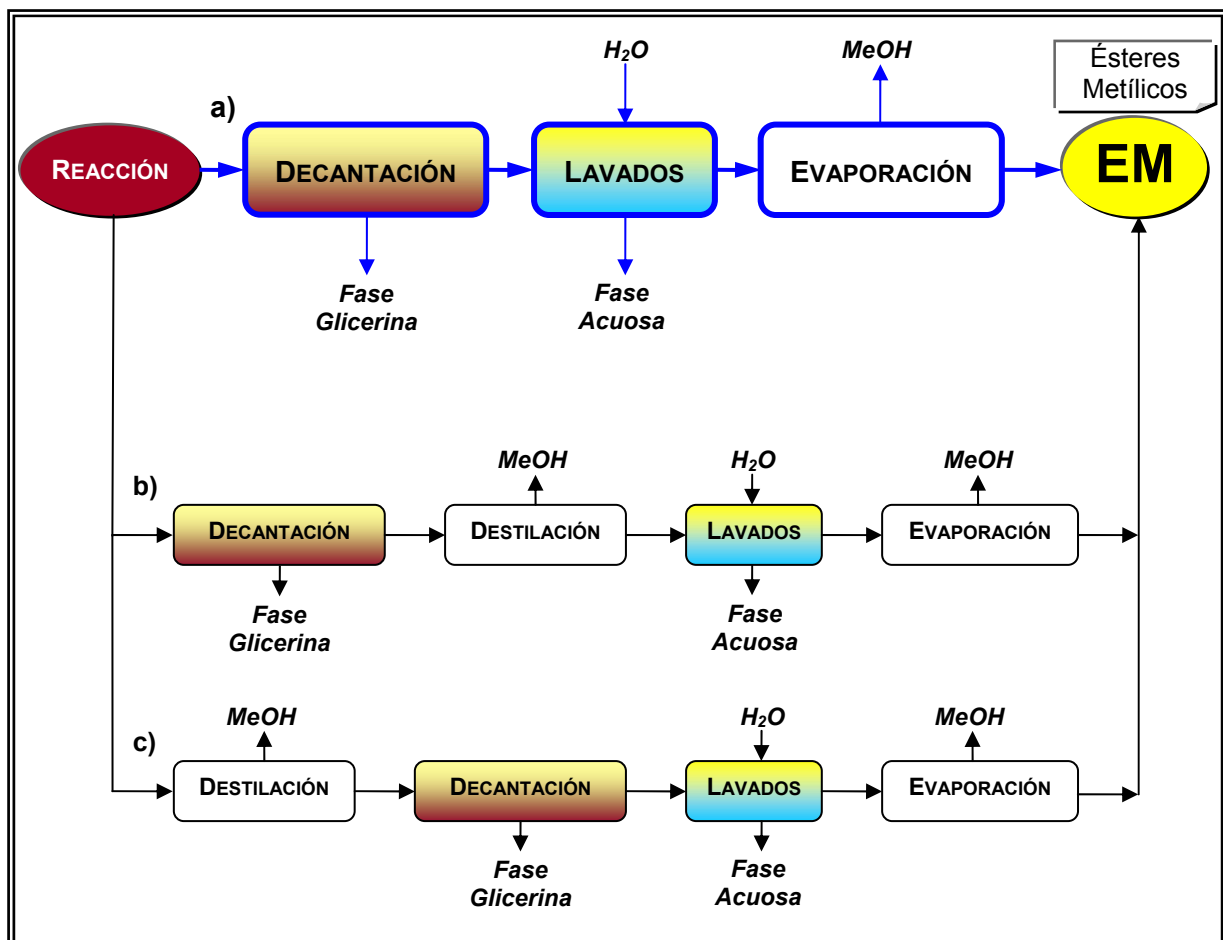 H2O
MeOH
Ésteres
Metílicos
a)
REACCIÓN
DECANTACIÓN
LAVADOS
EVAPORACIÓN
EM
Fase
Glicerina
Fase
Acuosa
MeOH
H2O
MeOH
b)
DECANTACIÓN
DESTILACIÓN
LAVADOS
EVAPORACIÓN
Fase
Glicerina
Fase
Acuosa
MeOH
H2O
MeOH
c)
DESTILACIÓN
DECANTACIÓN
LAVADOS
EVAPORACIÓN
Fase
Glicerina
Fase
Acuosa